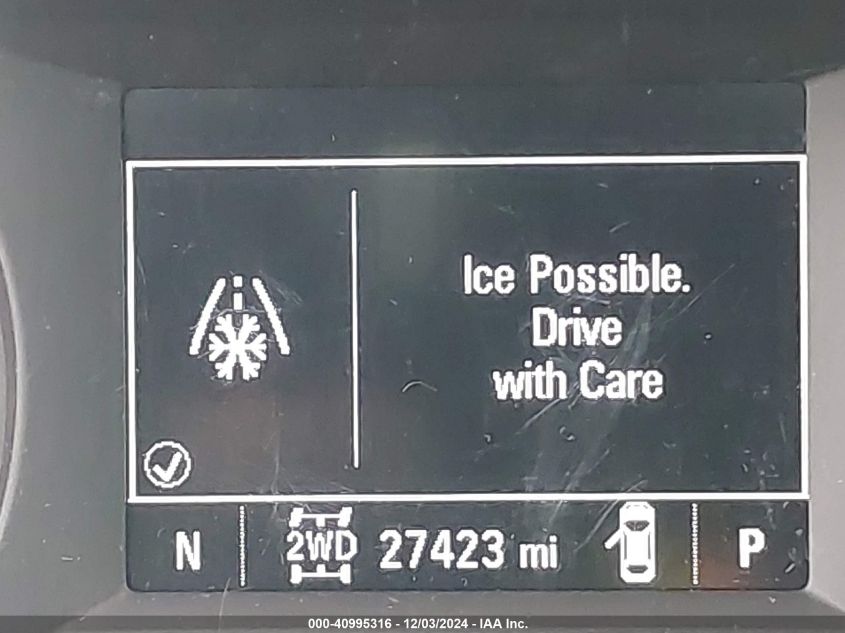 Ice Possible.
Drive
with Care
N 2WD 27423 mi P
000-40995316 - 12/03/2024 - IAA Inc.